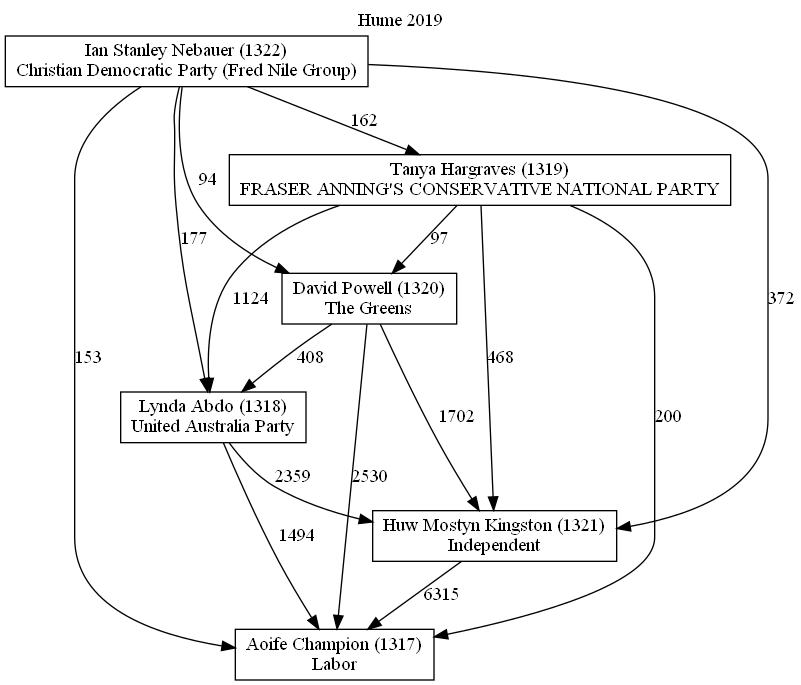 Hume 2019
Ian Stanley Nebauer (1322)
Christian Democratic Party (Fred Nile Group)
162
Tanya Hargraves (1319)
FRASER ANNING'S CONSERVATIVE NATIONAL PARTY
94
177
97
David Powell (1320)
The Greens
1124
372
153
408
468
Lynda Abdo (1318)
United Australia Party
1702
200
2359
2530
Huw Mostyn Kingston (1321)
Independent
1494
6315
Aoife Champion (1317)
Labor